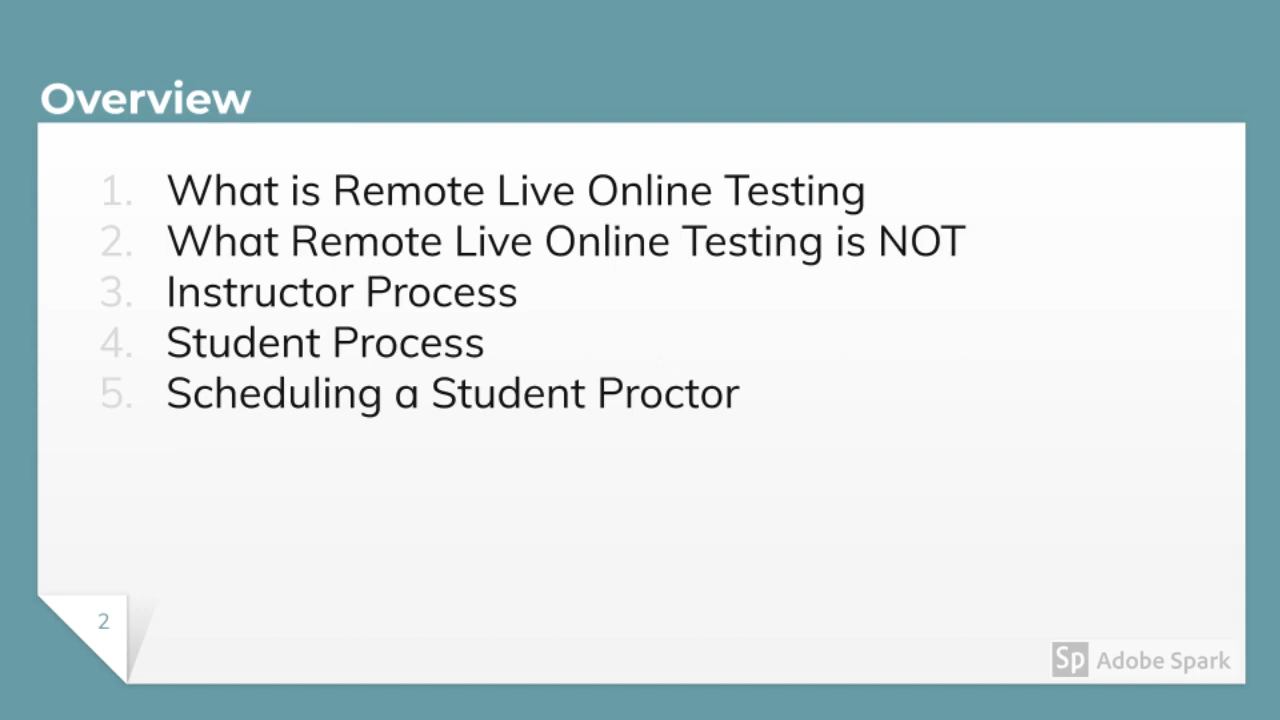 Overview
1. What is Remote Live Online Testing
2. What Remote Live Online Testing is NOT
3. Instructor Process
4. Student Process
5. Scheduling a Student Proctor
2
Sp Adobe Spark